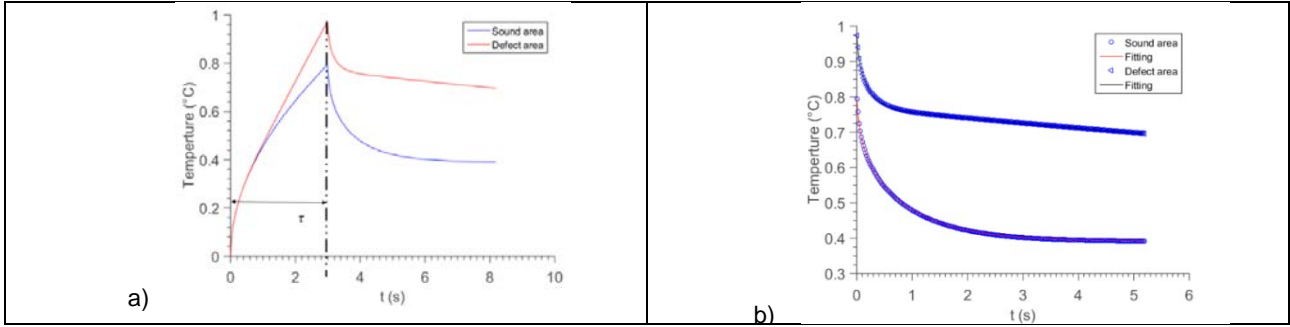 Temperture (°C)
1
0.8
0.6
0.4
0.2
0
Sound area
Defect area
τ
0
2
4
6
8
10
t (s)
a)
Temperture (°C)
1
0.9
0.8
0.7
0.6
0.5
0.4
0.3
Sound area
Fitting
Defect area
Fitting
0
1
2
3
4
5
6
t (s)
b)